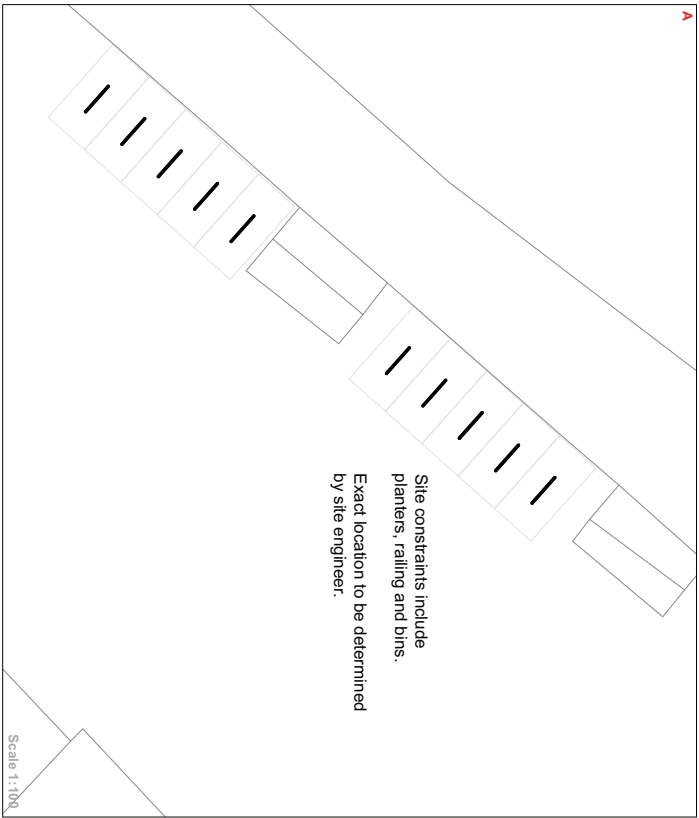 A
Site constraints include
planters, railing and bins.
Exact location to be determined
by site engineer.
Scale 1:100